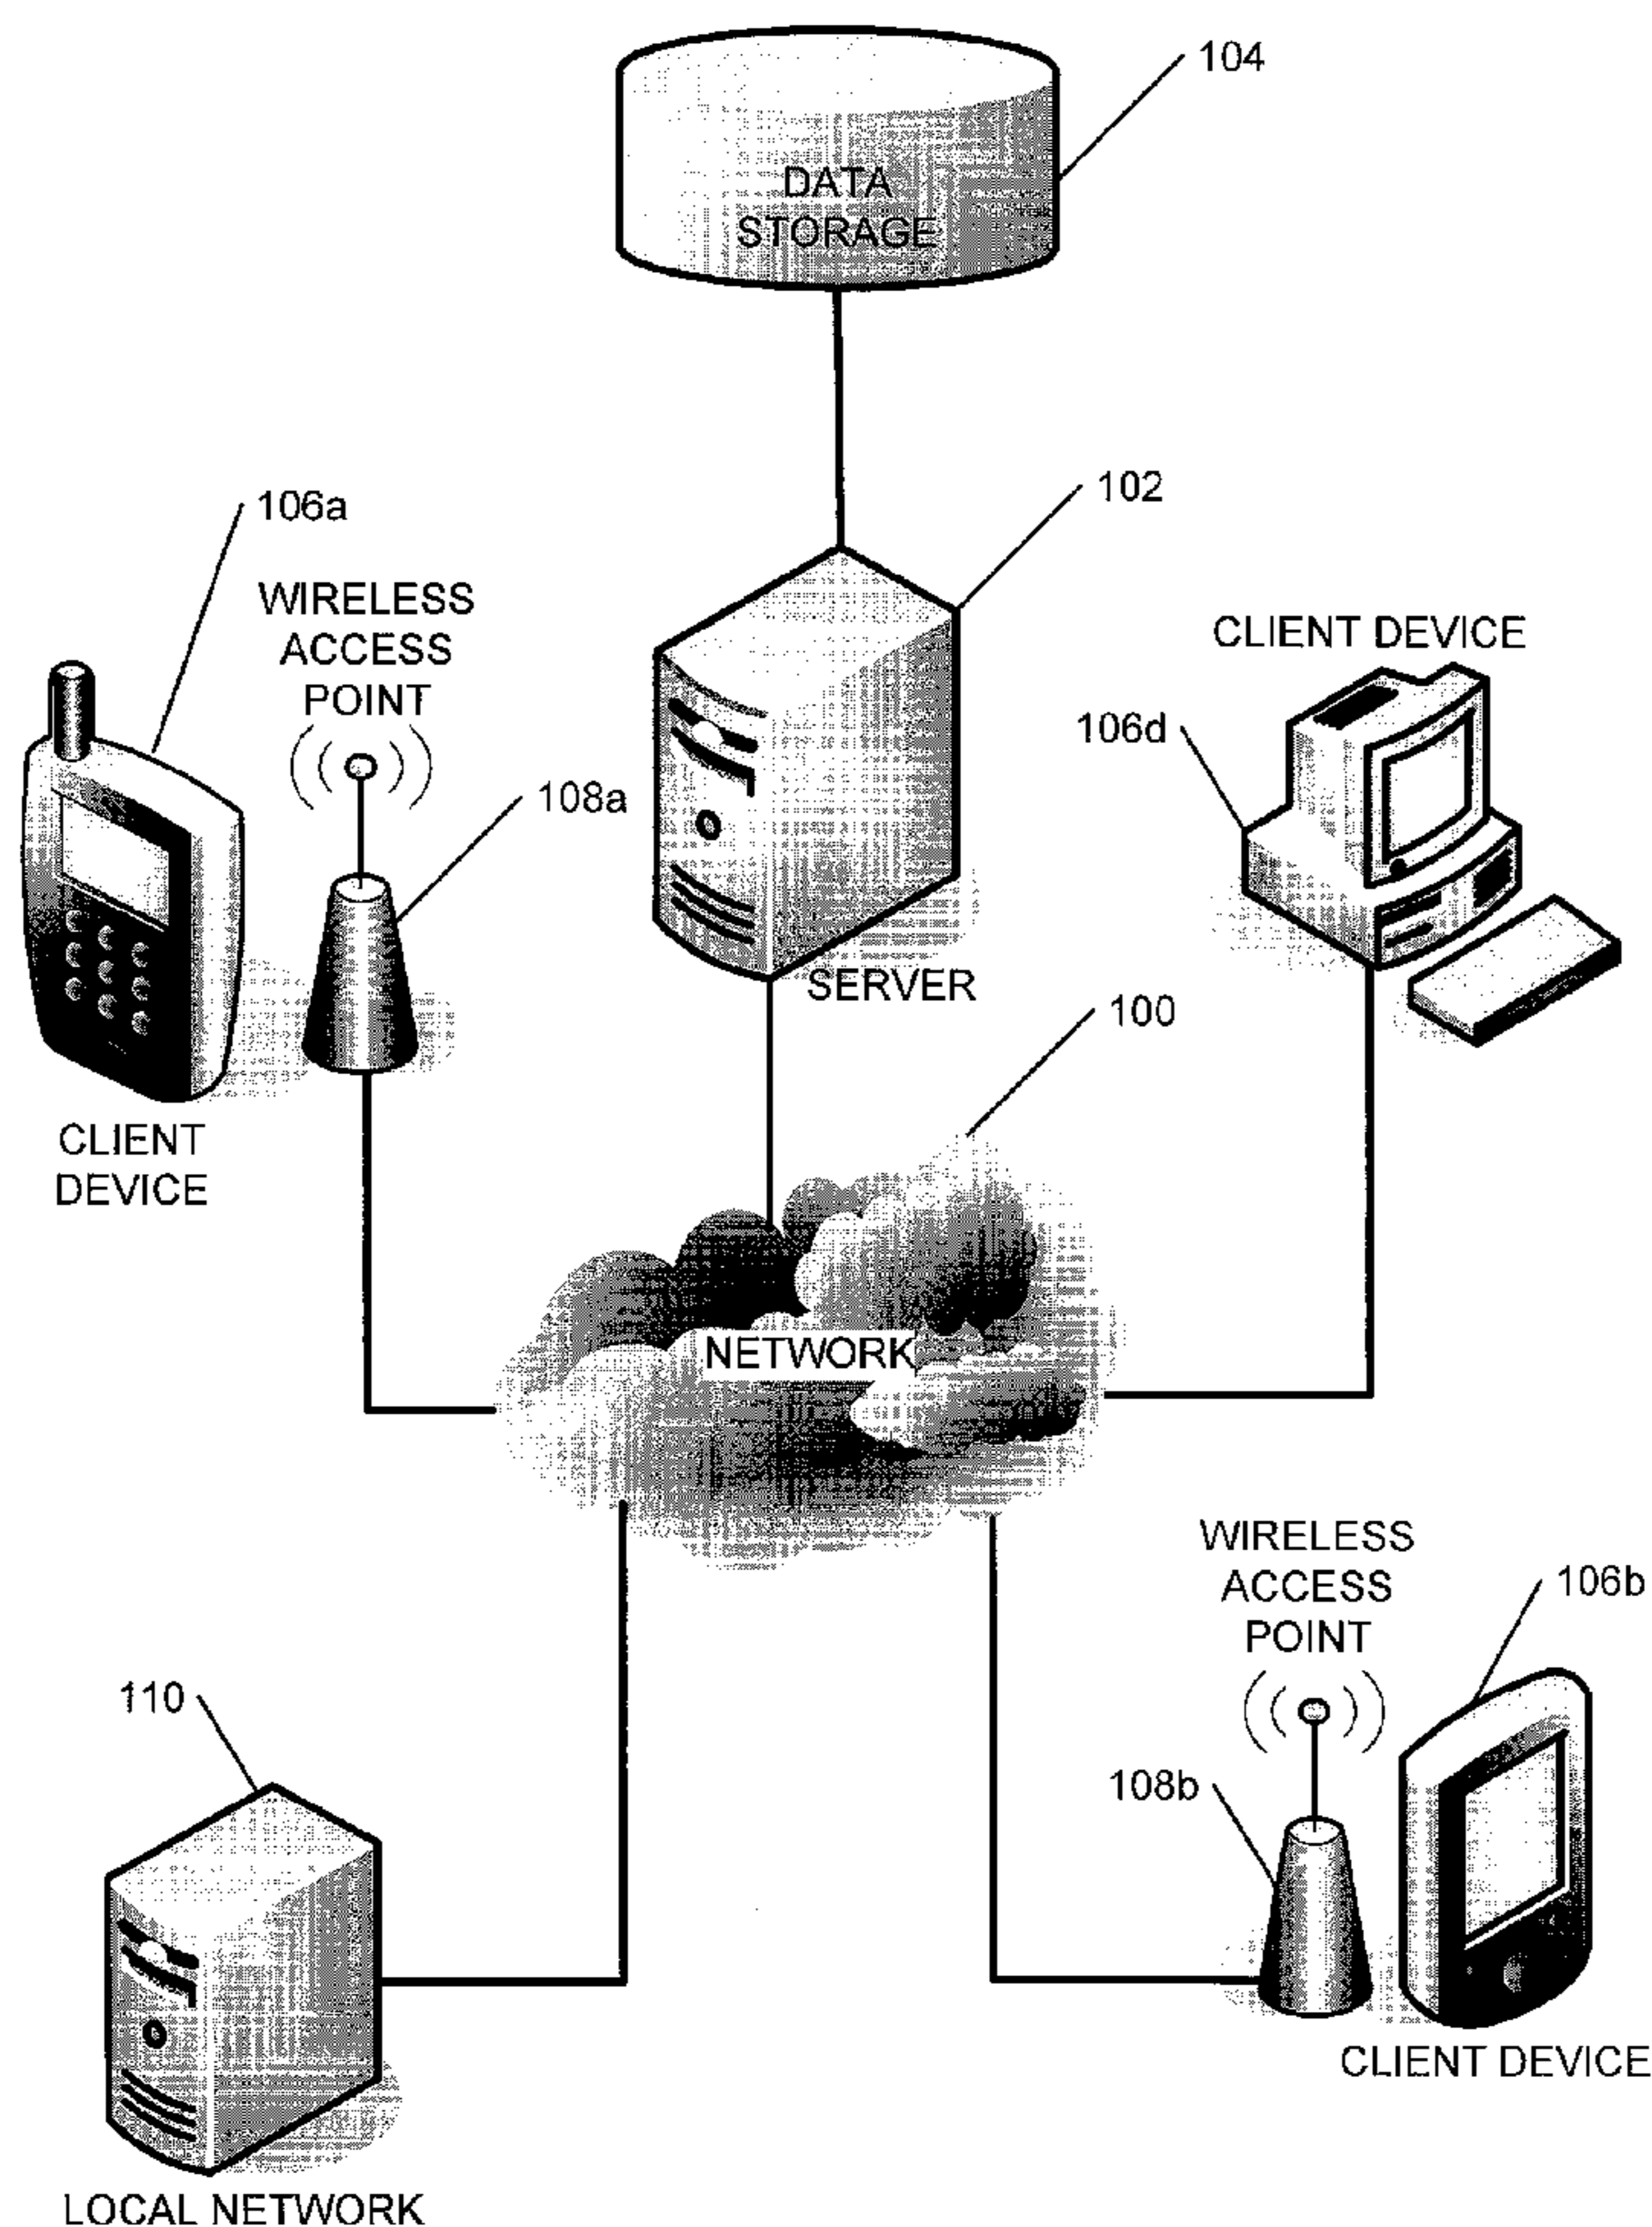 104
DATA
STORAGE
102
106a
WIRELESS
ACCESS
POINT
CLIENT DEVICE
106d
108a
SERVER
100
CLIENT
DEVICE
NETWORK
WIRELESS
ACCESS
POINT
106b
110
108b
CLIENT DEVICE
LOCAL NETWORK